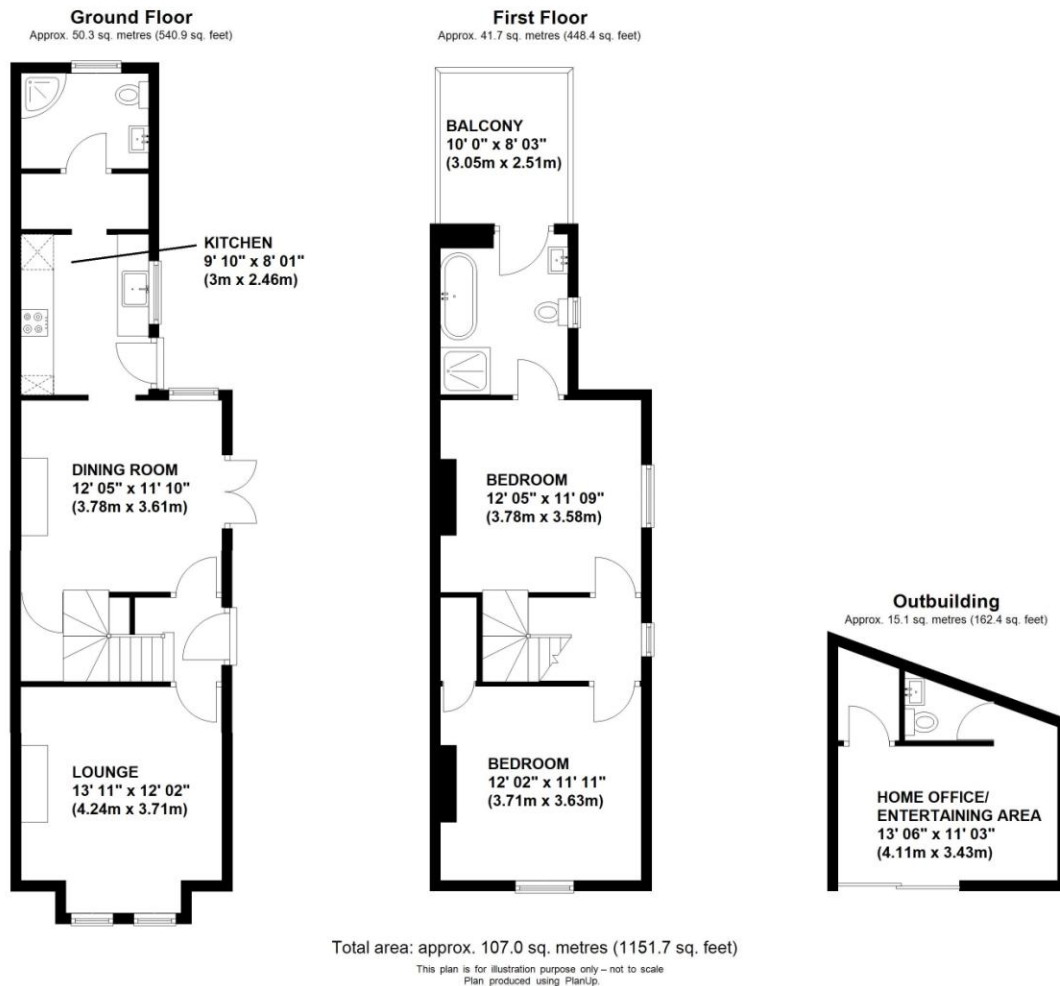 Ground Floor
Approx. 50.3 sq. metres (540.9 sq. feet)
KITCHEN
9' 10" x 8' 01"
(3m x 2.46m)
DINING ROOM
12' 05" x 11' 10"
(3.78m x 3.61m)
LOUNGE
13' 11" x 12' 02"
(4.24m x 3.71m)
First Floor
Approx. 41.7 sq. metres (448.4 sq. feet)
BALCONY
10' 0" x 8' 03"
(3.05m x 2.51m)
BEDROOM
12' 05" x 11' 09"
(3.78m x 3.58m)
BEDROOM
12' 02" x 11' 11"
(3.71m x 3.63m)
Outbuilding
Approx. 15.1 sq. metres (162.4 sq. feet)
HOME OFFICE/
ENTERTAINING AREA
13' 06" x 11' 03"
(4.11m x 3.43m)
Total area: approx. 107.0 sq. metres (1151.7 sq. feet)
This plan is for illustration purpose only – not to scale
Plan produced using PlanUp.